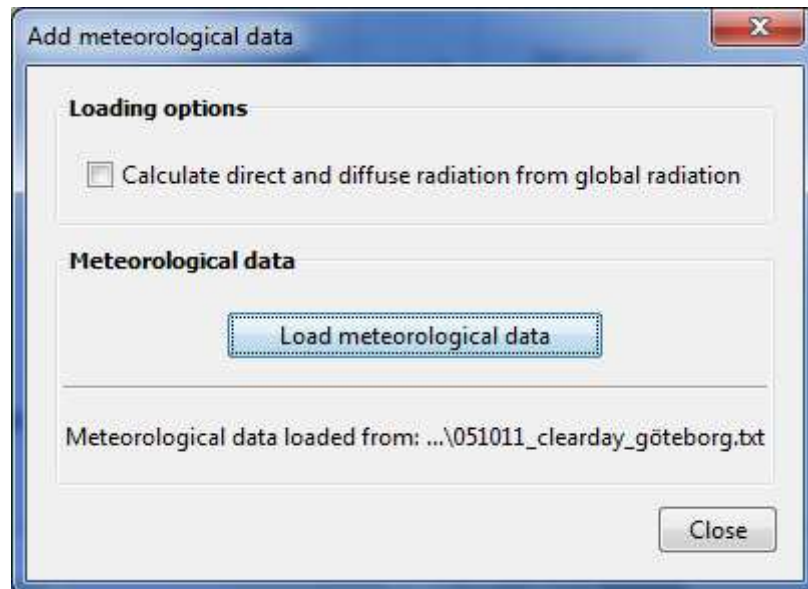 Add meteorological data
Loading options
Calculate direct and diffuse radiation from global radiation
Meteorological data
Load meteorological data
Meteorological data loaded from: ...\051011_clearday_göteborg.txt
Close